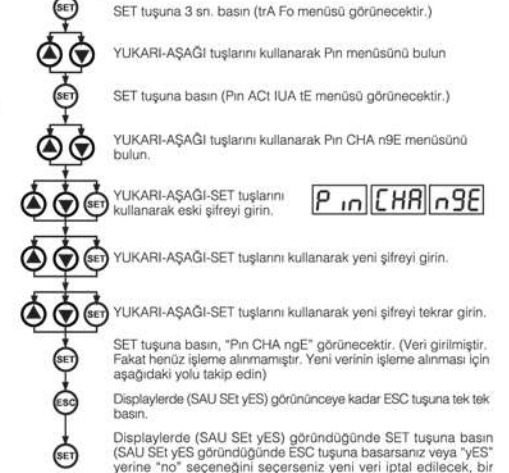 SET
SET tuşuna 3 sn. basın (trA Fo menüsü görünecektir.)
YUKARI-AŞAĞI tuşlarını kullanarak Pın menüsünü bulun
SET
SET tuşuna basın (Pın ACt IUA tE menüsü görünecektir.)
YUKARI-AŞAĞI tuşlarını kullanarak Pın CHA n9E menüsünü
bulun.
SET
YUKARI-AŞAĞI-SET tuşlarını
kullanarak eski şifreyi girin.
P in CHA n9E
SET
YUKARI-AŞAĞI-SET tuşlarını kullanarak yeni şifreyi girin.
SET
YUKARI-AŞAĞI-SET tuşlarını kullanarak yeni şifreyi tekrar girin.
SET
SET tuşuna basın, "Pın CHA ngE" görünecektir. (Veri girilmiştir.
Fakat henüz işleme alınmamıştır. Yeni verinin işleme alınması için
aşağıdaki yolu takip edin)
ESC
Displaylerde (SAU SEt yES) görününceye kadar ESC tuşuna tek tek
basın.
SET
Displaylerde (SAU SEt yES) göründüğünde SET tuşuna basın
(SAU SEt yES göründüğünde ESC tuşuna basarsanız veya "yES"
yerine "no" seçeneğini seçerseniz yeni veri iptal edilecek, bir